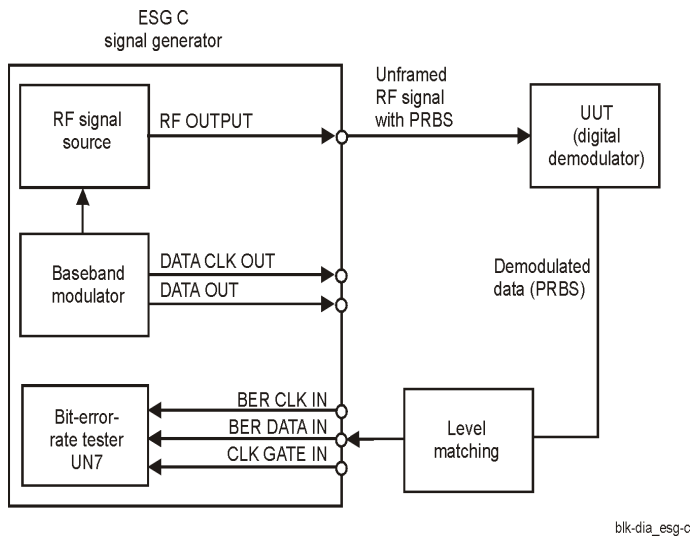 ESG C
signal generator
RF signal
source
RF OUTPUT
Unframed
RF signal
with PRBS
UUT
(digital
demodulator)
Baseband
modulator
DATA CLK OUT
DATA OUT
Demodulated
data (PRBS)
Bit-error-
rate tester
UN7
BER CLK IN
BER DATA IN
CLK GATE IN
Level
matching
blk-dia_esg-c